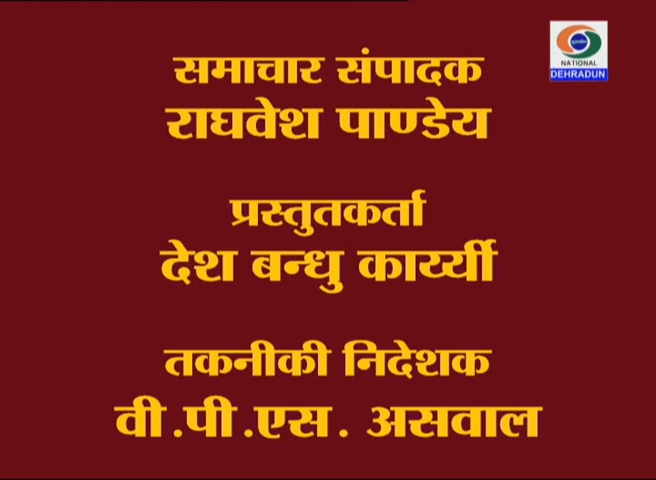 समाचार संपादक
राघवेश पाण्डेय
प्रस्तुतकर्ता
देश बन्धु कार्य्यी
तकनीकी निदेशक
वी.पी.एस. असवाल
NATIONAL
DEHRADUN